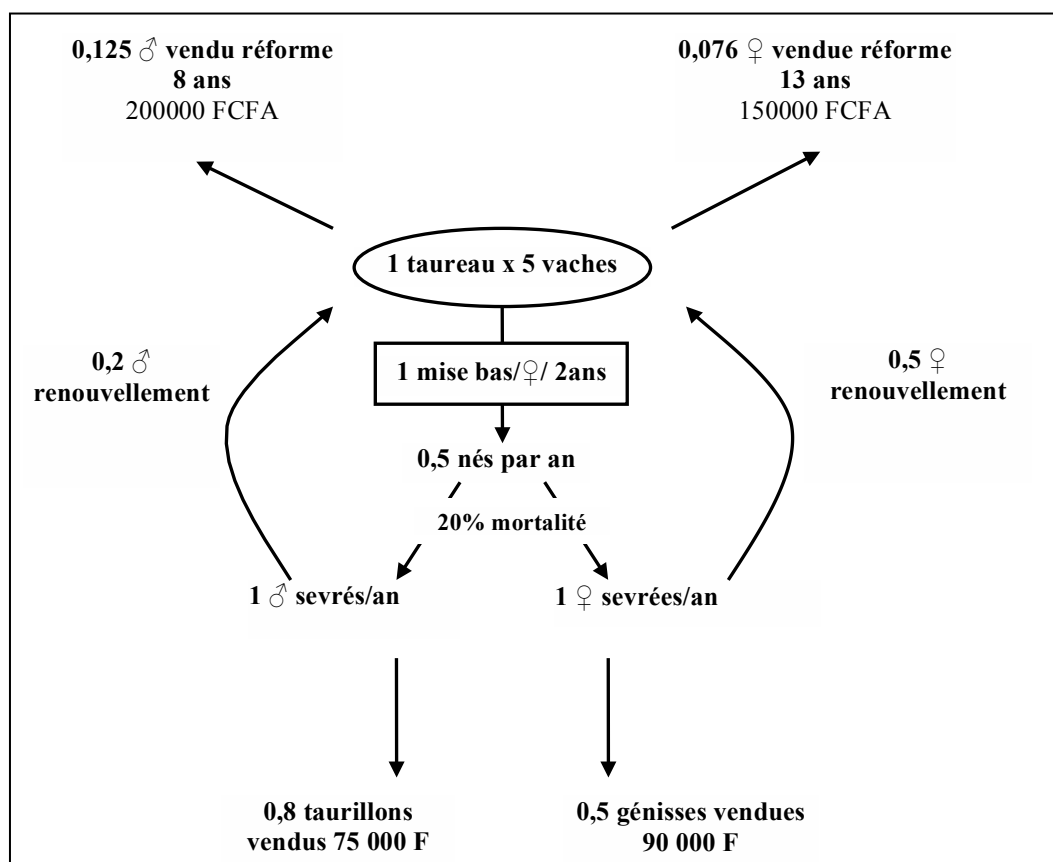 0,125 ♂ vendu réforme
8 ans
200000 FCFA
0,076 ♀ vendue réforme
13 ans
150000 FCFA
1 taureau x 5 vaches
0,2 ♂
renouvellement
1 mise bas/♀/ 2ans
0,5 ♀
renouvellement
0,5 nés par an
20% mortalité
1 ♂ sevrés/an
1 ♀ sevrées/an
0,8 taurillons
vendus 75 000 F
0,5 génisses vendues
90 000 F